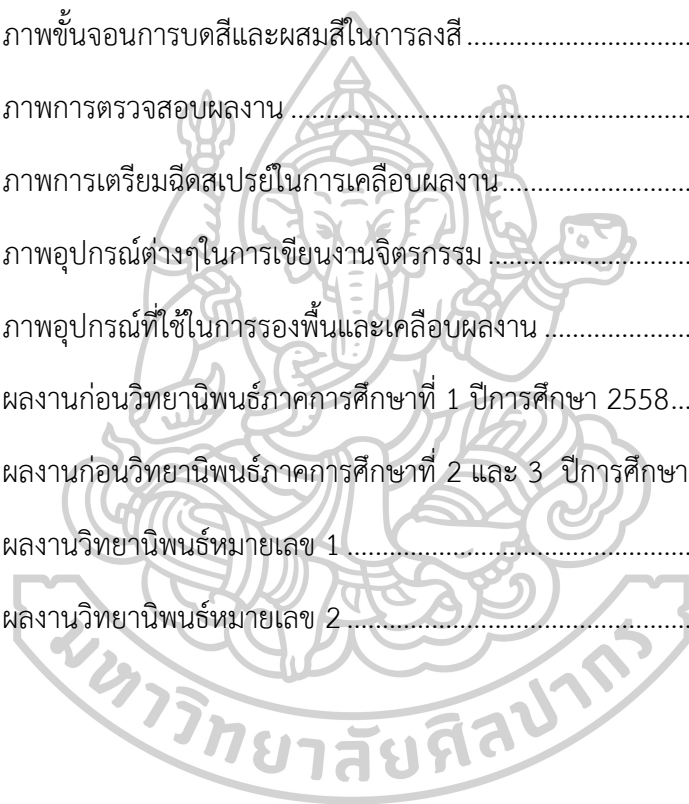 ภาพขั้นจอนการบดสีและผสมสีในการลงสี................................
ภาพการตรวจสอบผลงาน..........................................................
ภาพการเตรียมฉีดสเปรย์ในการเคลือบผลงาน...........................
ภาพอุปกรณ์ต่างๆในการเขียนงานจิตรกรรม.............................
ภาพอุปกรณ์ที่ใช้ในการรองพื้นและเคลือบผลงาน.....................
ผลงานก่อนวิทยานิพนธ์ภาคการศึกษาที่ 1 ปีการศึกษา 2558...
ผลงานก่อนวิทยานิพนธ์ภาคการศึกษาที่ 2 และ 3 ปีการศึกษา
ผลงานวิทยานิพนธ์หมายเลข 1..................................................
ผลงานวิทยานิพนธ์หมายเลข 2..................................................
มหาวิทยาลัยศิลปากร